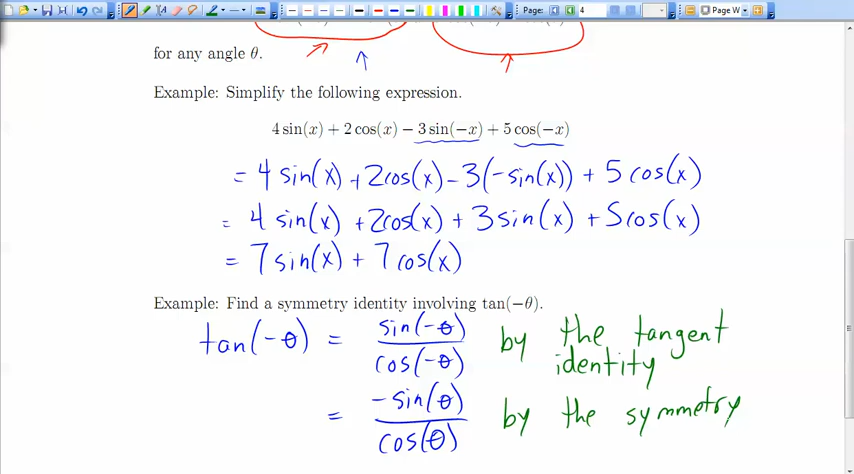 Page: 4 Page W
for any angle θ.
Example: Simplify the following expression.
4 sin(x) + 2 cos(x) − 3 sin(−x) + 5 cos(−x)
= 4 sin(x) + 2cos(x) − 3(−sin(x)) + 5 cos(x)
= 4 sin(x) + 2cos(x) + 3 sin(x) + 5cos(x)
= 7 sin(x) + 7 cos(x)
Example: Find a symmetry identity involving tan(−θ).
tan(−θ) = sin(−θ)/cos(−θ) by the tangent
identity
= −sin(θ)/cos(θ) by the symmetry